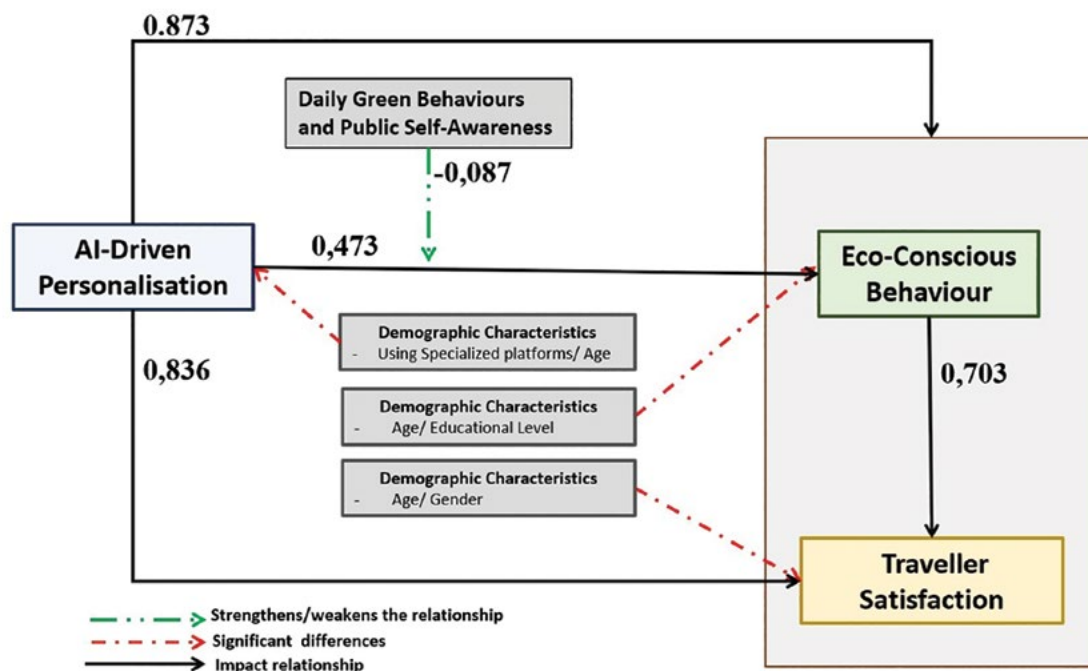 0.873
Daily Green Behaviours
and Public Self-Awareness
-0,087
AI-Driven
Personalisation
0,473
Eco-Conscious
Behaviour
Demographic Characteristics
- Using Specialized platforms/ Age
0,836
0,703
Demographic Characteristics
- Age/ Educational Level
Demographic Characteristics
- Age/ Gender
Traveller
Satisfaction
Strengthens/weakens the relationship
Significant differences
Impact relationship